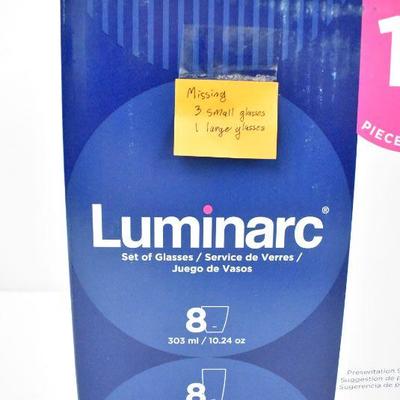 Missing
3 small glasses
1 large glasses
1
PIECE
Luminarc®
Set of Glasses / Service de Verres /
Juego de Vasos
8
303 ml / 10.24 oz
8
Presentation S
Suggestion de p
Sugerencia de p